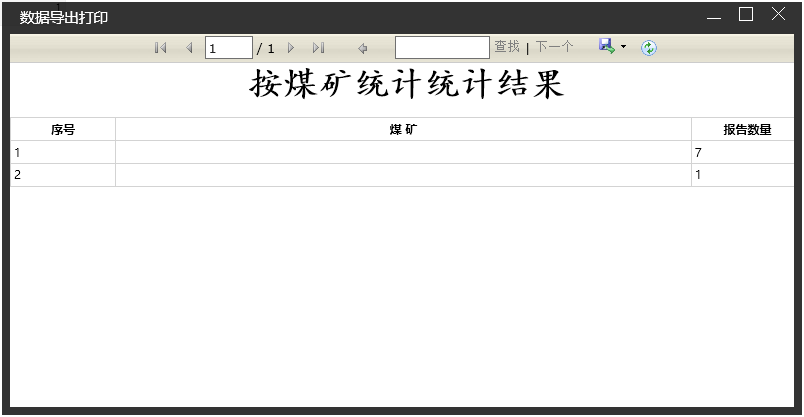 数据导出打印
1 / 1 查找 | 下一个
按煤矿统计统计结果
序号 煤 矿 报告数量
1 7
2 1